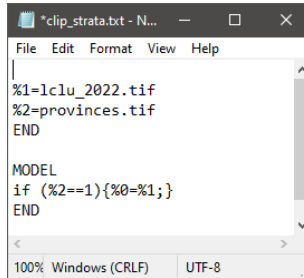 *clip_strata.txt - N...
File Edit Format View Help
%1=lclu_2022.tif
%2=provinces.tif
END
MODEL
if (%2==1){%0=%1;}
END
100% Windows (CRLF) UTF-8